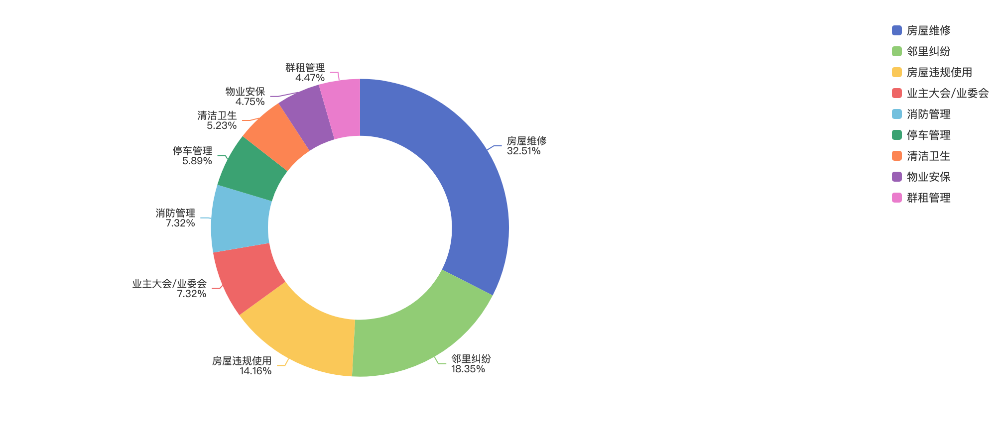 群租管理
4.47%
物业安保
4.75%
清洁卫生
5.23%
停车管理
5.89%
消防管理
7.32%
业主大会/业委会
7.32%
房屋违规使用
14.16%
房屋维修
32.51%
邻里纠纷
18.35%
房屋维修
邻里纠纷
房屋违规使用
业主大会/业委会
消防管理
停车管理
清洁卫生
物业安保
群租管理